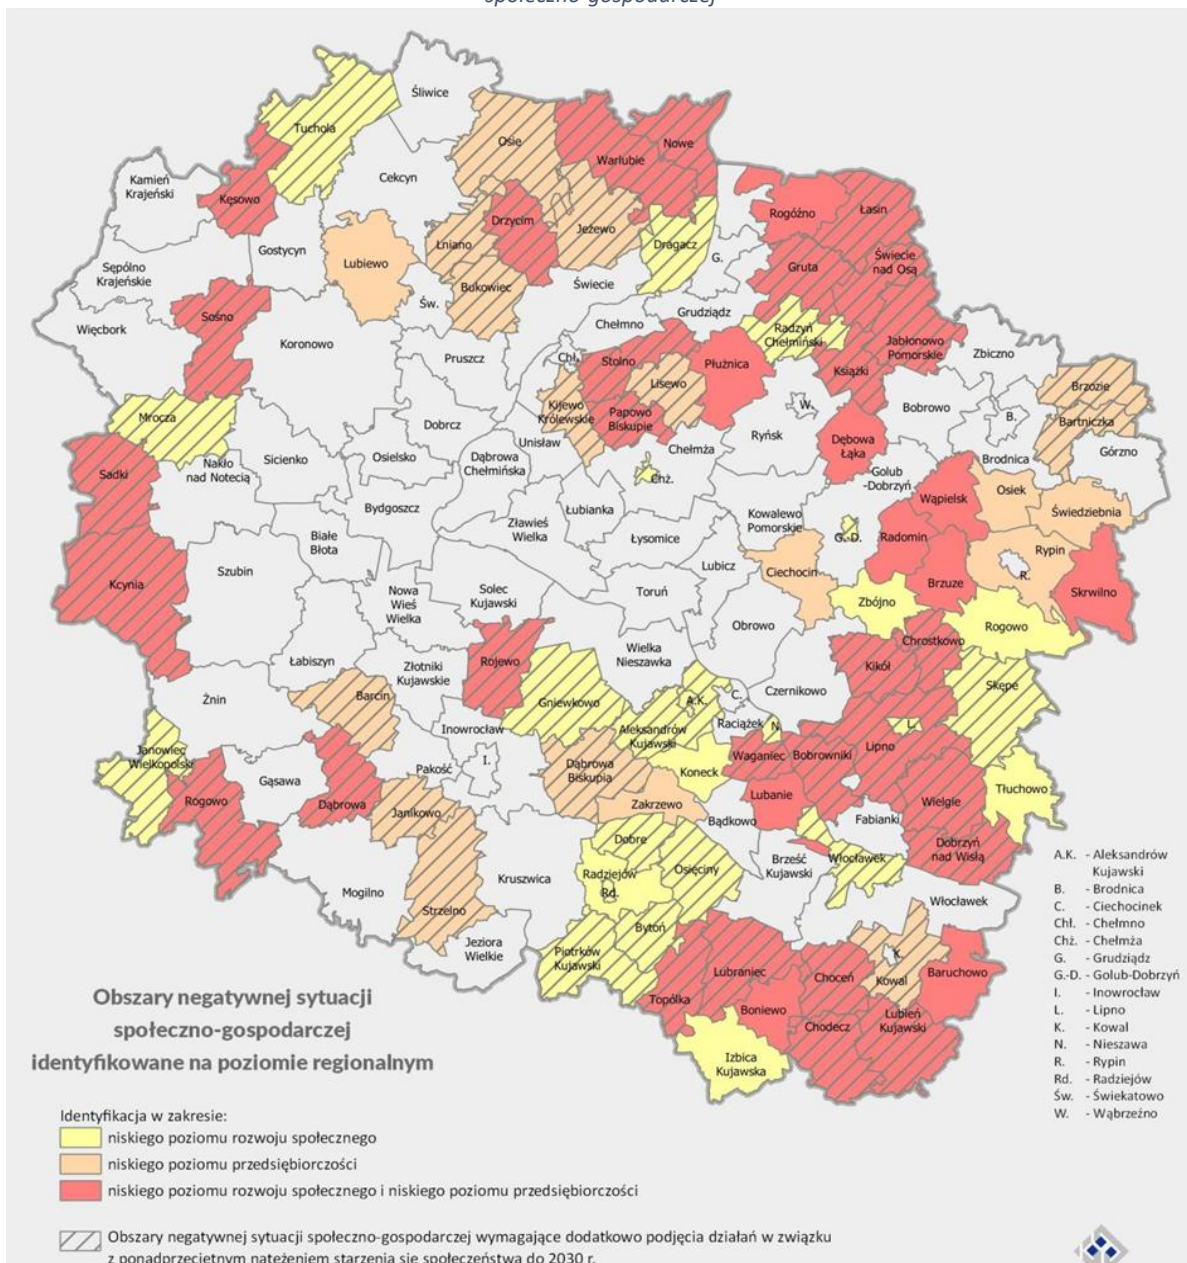 społeczno-gospodarczej
Śliwice
Tuchola
Osie
Warlubie
Nowe
Kamień
Krajeński
Cekcyn
Kęsowo
Rogóźno
Łasin
Drzycim
Jeżewo
Lniano
Dragacz
Gostycyn
Lubiewo
G.
Świecie
nad Osą
Gruta
Sępólno
Krajeńskie
Bukowiec
Świecie
Św.
Sośno
Więcbork
Koronowo
Grudziądz
Chełmno
Radzyń
Chełmiński
Jabłonowo
Pomorskie
Zbiczno
Pruszcz
Chł.
Stolno
Płużnica
Książki
Lisewo
Brzozie
Mrocza
Kijewo
Królewskie
Papowo
Biskupie
W.
Bobrowo
B.
Bartniczka
Dobrcz
Unisław
Ryńsk
Dębowa
Łąka
Chełmża
Górzno
Sadki
Nakło
nad Notecią
Sicienko
Osielsko
Dąbrowa
Chełmińska
Chż.
Golub
-Dobrzyń
Brodnica
Wąpielsk
Osiek
Świedziebnia
Bydgoszcz
Łubianka
Kowalewo
Pomorskie
Zławieś
Wielka
Łysomice
G.-D.
Radomin
Białe
Błota
Rypin
R.
Szubin
Lubicz
Ciechocin
Kcynia
Brzuze
Skrwilno
Nowa
Wieś
Wielka
Solec
Kujawski
Toruń
Zbójno
Rogowo
Obrowo
Chrostkowo
Łabiszyn
Złotniki
Kujawskie
Rojewo
Wielka
Nieszawka
Kikół
Skępe
Żnin
Barcin
Gniewkowo
A.K.
C.
Czernikowo
Inowrocław
Aleksandrów
Kujawski
Raciążek
N.
L.
Janowiec
Wielkopolski
Waganiec
Bobrowniki
Lipno
Gąsawa
Pakość
I.
Dąbrowa
Biskupia
Koneck
Tłuchowo
Rogowo
Dąbrowa
Janikowo
Zakrzewo
Lubanie
Wielgie
Bądkowo
Fabianki
Dobre
Dobrzyń
nad Wisłą
Osięciny
Brześć
Kujawski
Włocławek
Radziejów
Rd.
Mogilno
Kruszwica
Strzelno
Włocławek
Bytoń
Jeziora
Wielkie
Piotrków
Kujawski
K.
Kowal
Lubraniec
Choceń
Baruchowo
Topólka
Boniewo
Lubień
Kujawski
Chodecz
Izbica
Kujawska
A.K. - Aleksandrów
Kujawski
B. - Brodnica
C. - Ciechocinek
Chł. - Chełmno
Chż. - Chełmża
G. - Grudziądz
G.-D. - Golub-Dobrzyń
I. - Inowrocław
L. - Lipno
K. - Kowal
N. - Nieszawa
R. - Rypin
Rd. - Radziejów
Św. - Świekatowo
W. - Wąbrzeźno
Obszary negatywnej sytuacji
społeczno-gospodarczej
identyfikowane na poziomie regionalnym
Identyfikacja w zakresie:
niskiego poziomu rozwoju społecznego
niskiego poziomu przedsiębiorczości
niskiego poziomu rozwoju społecznego i niskiego poziomu przedsiębiorczości
Obszary negatywnej sytuacji społeczno-gospodarczej wymagające dodatkowo podjęcia działań w związku
z ponadprzeciętnym natężeniem starzenia się społeczeństwa do 2030 r.